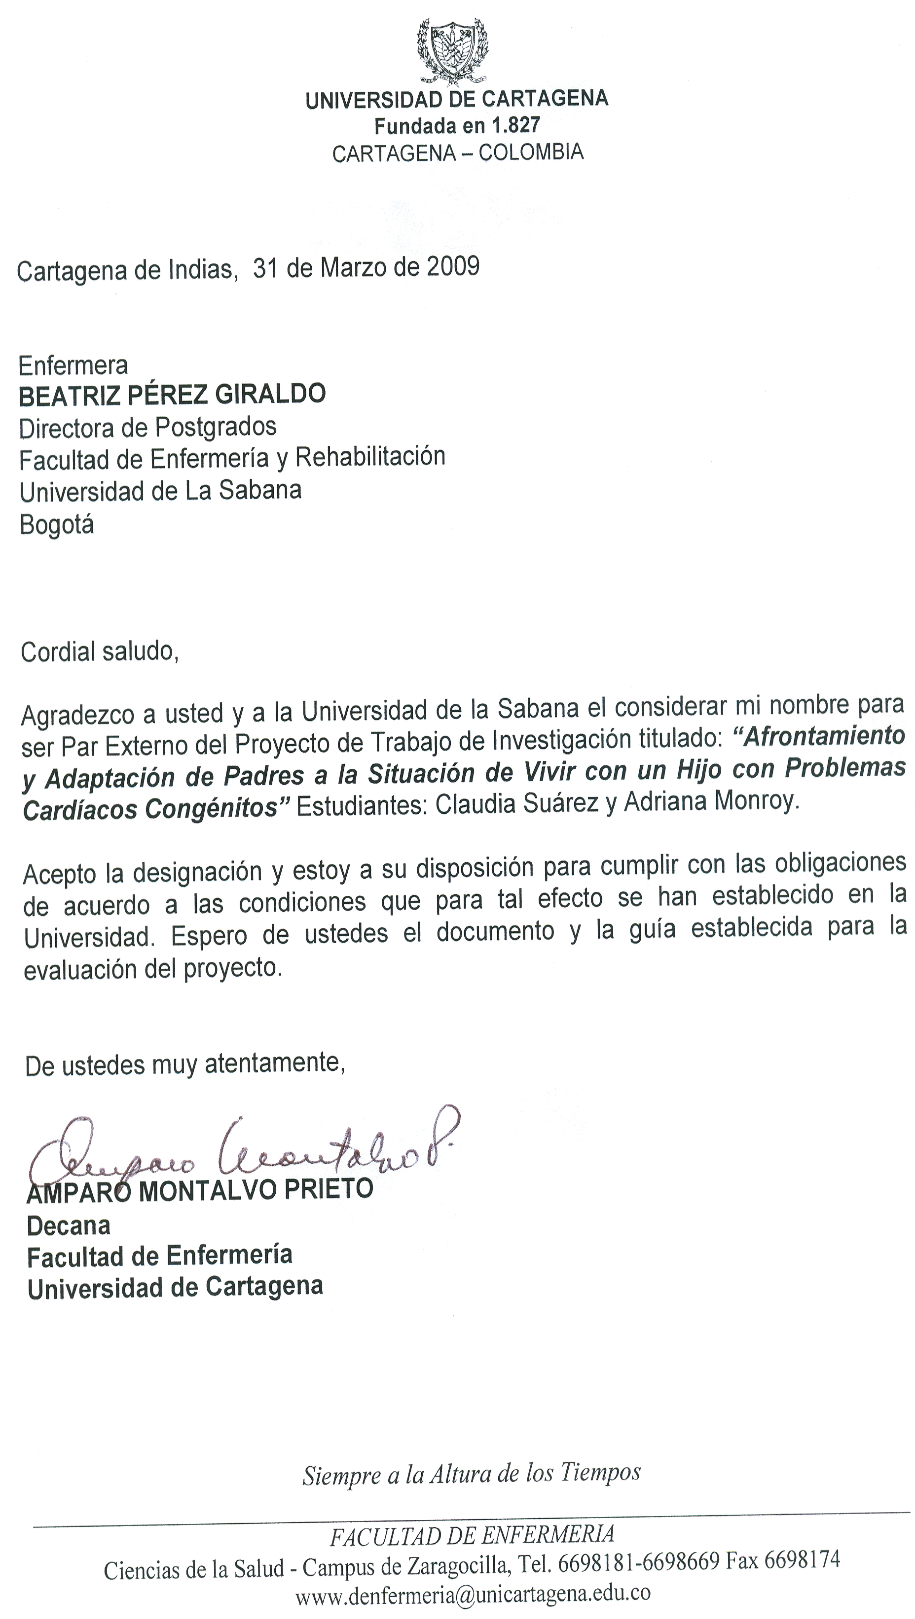 UNIVERSIDAD DE CARTAGENA
Fundada en 1.827
CARTAGENA – COLOMBIA
Cartagena de Indias,  31 de Marzo de 2009
Enfermera
BEATRIZ PÉREZ GIRALDO
Directora de Postgrados
Facultad de Enfermería y Rehabilitación
Universidad de La Sabana
Bogotá
Cordial saludo,
Agradezco a usted y a la Universidad de la Sabana el considerar mi nombre para
ser Par Externo del Proyecto de Trabajo de Investigación titulado: “Afrontamiento
y Adaptación de Padres a la Situación de Vivir con un Hijo con Problemas
Cardíacos Congénitos” Estudiantes: Claudia Suárez y Adriana Monroy.
Acepto la designación y estoy a su disposición para cumplir con las obligaciones
de acuerdo a las condiciones que para tal efecto se han establecido en la
Universidad. Espero de ustedes el documento y la guía establecida para la
evaluación del proyecto.
De ustedes muy atentamente,
Amparo Montalvo P.
AMPARO MONTALVO PRIETO
Decana
Facultad de Enfermería
Universidad de Cartagena
Siempre a la Altura de los Tiempos
FACULTAD DE ENFERMERIA
Ciencias de la Salud - Campus de Zaragocilla, Tel. 6698181-6698669 Fax 6698174
www.denfermeria@unicartagena.edu.co